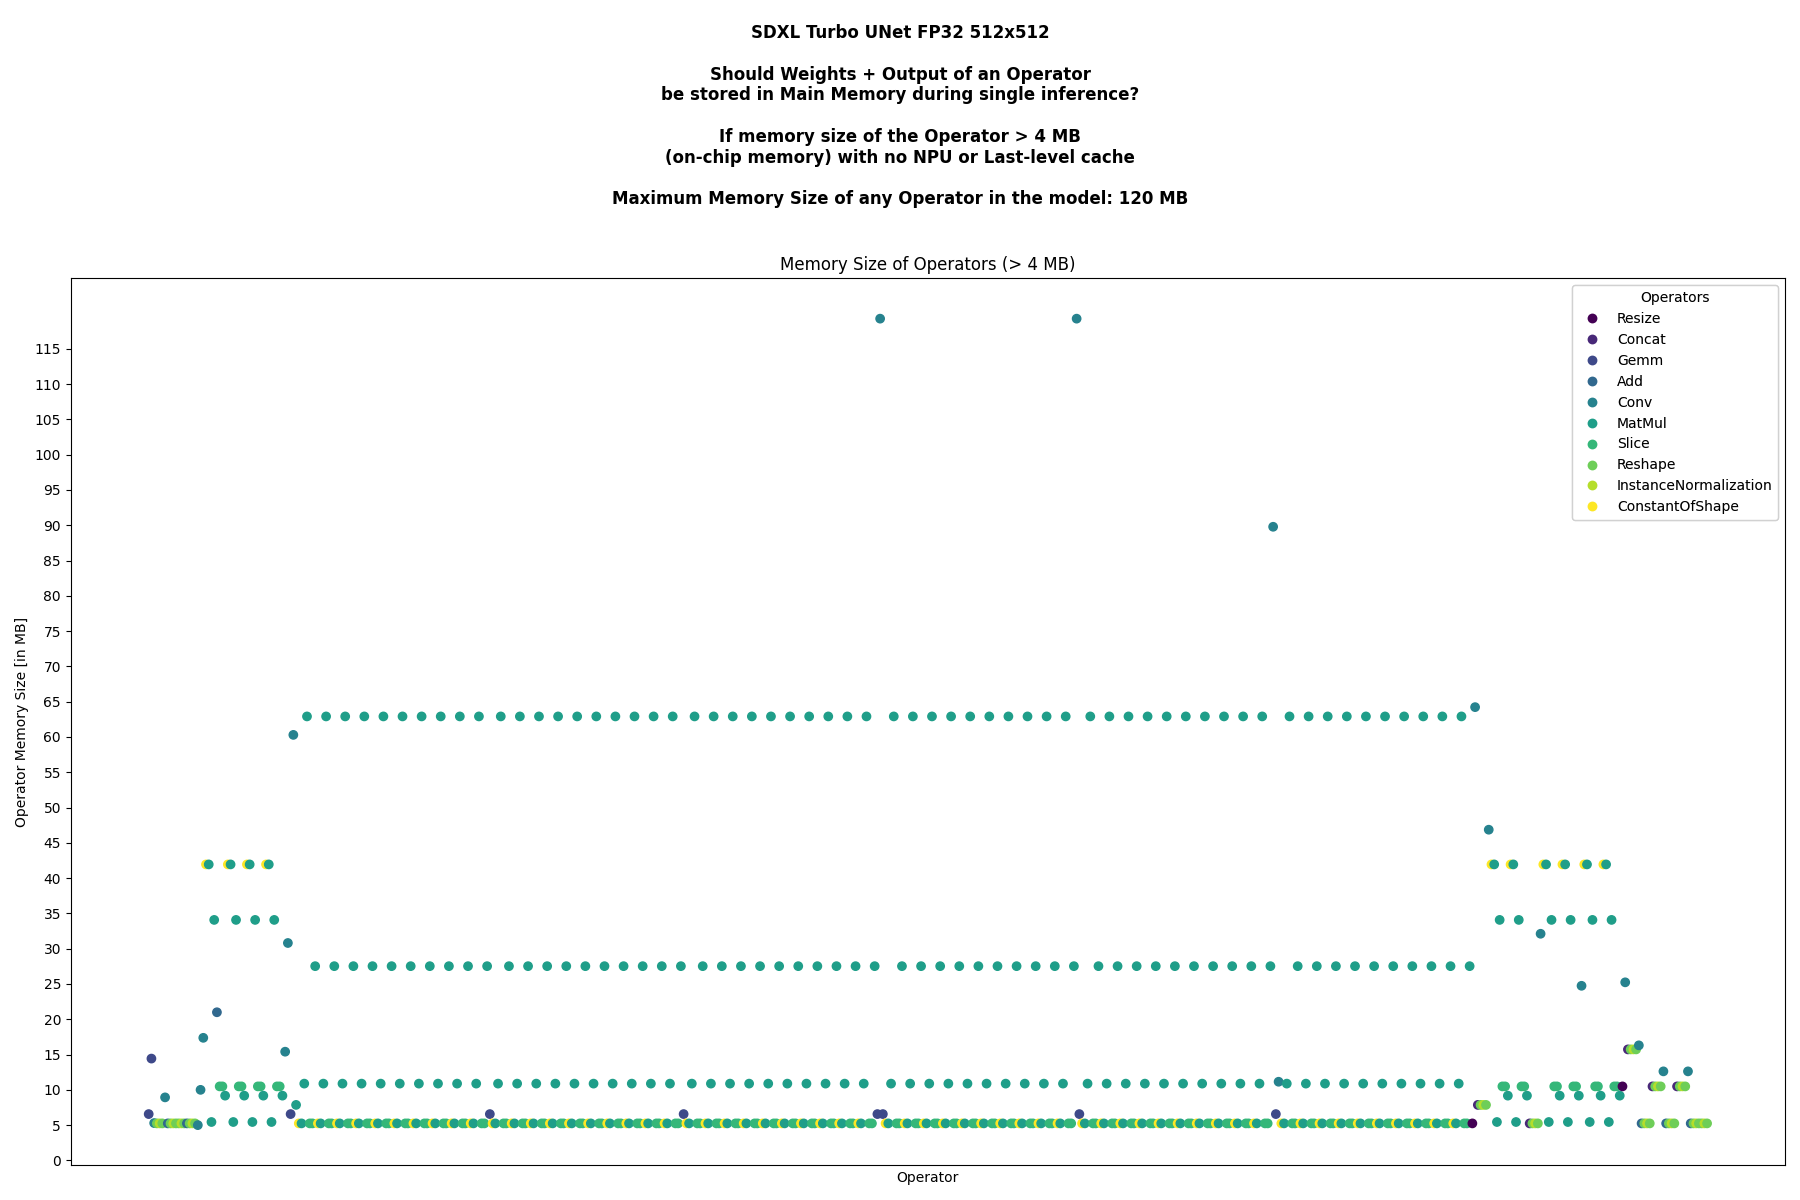 SDXL Turbo UNet FP32 512x512
Should Weights + Output of an Operator
be stored in Main Memory during single inference?
If memory size of the Operator > 4 MB
(on-chip memory) with no NPU or Last-level cache
Maximum Memory Size of any Operator in the model: 120 MB
Memory Size of Operators (> 4 MB)
Operators
Resize
Concat
Gemm
Add
Conv
MatMul
Slice
Reshape
InstanceNormalization
ConstantOfShape
Operator Memory Size [in MB]
115
110
105
100
95
90
85
80
75
70
65
60
55
50
45
40
35
30
25
20
15
10
5
0
Operator